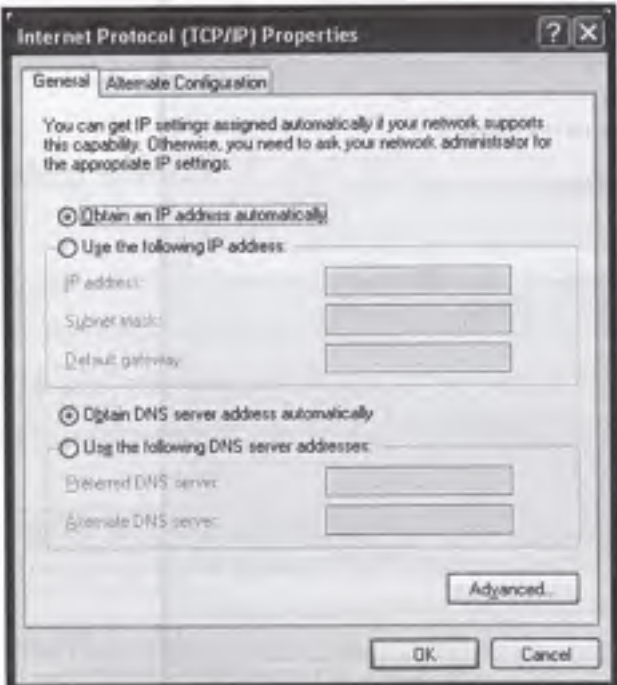 Internet Protocol (TCP/IP) Properties
General
Alternate Configuration
You can get IP settings assigned automatically if your network supports
this capability. Otherwise, you need to ask your network administrator for
the appropriate IP settings.
Obtain an IP address automatically
Use the following IP address:
IP address:
Subnet mask:
Default gateway:
Obtain DNS server address automatically
Use the following DNS server addresses:
Preferred DNS server:
Alternate DNS server:
Advanced...
OK
Cancel